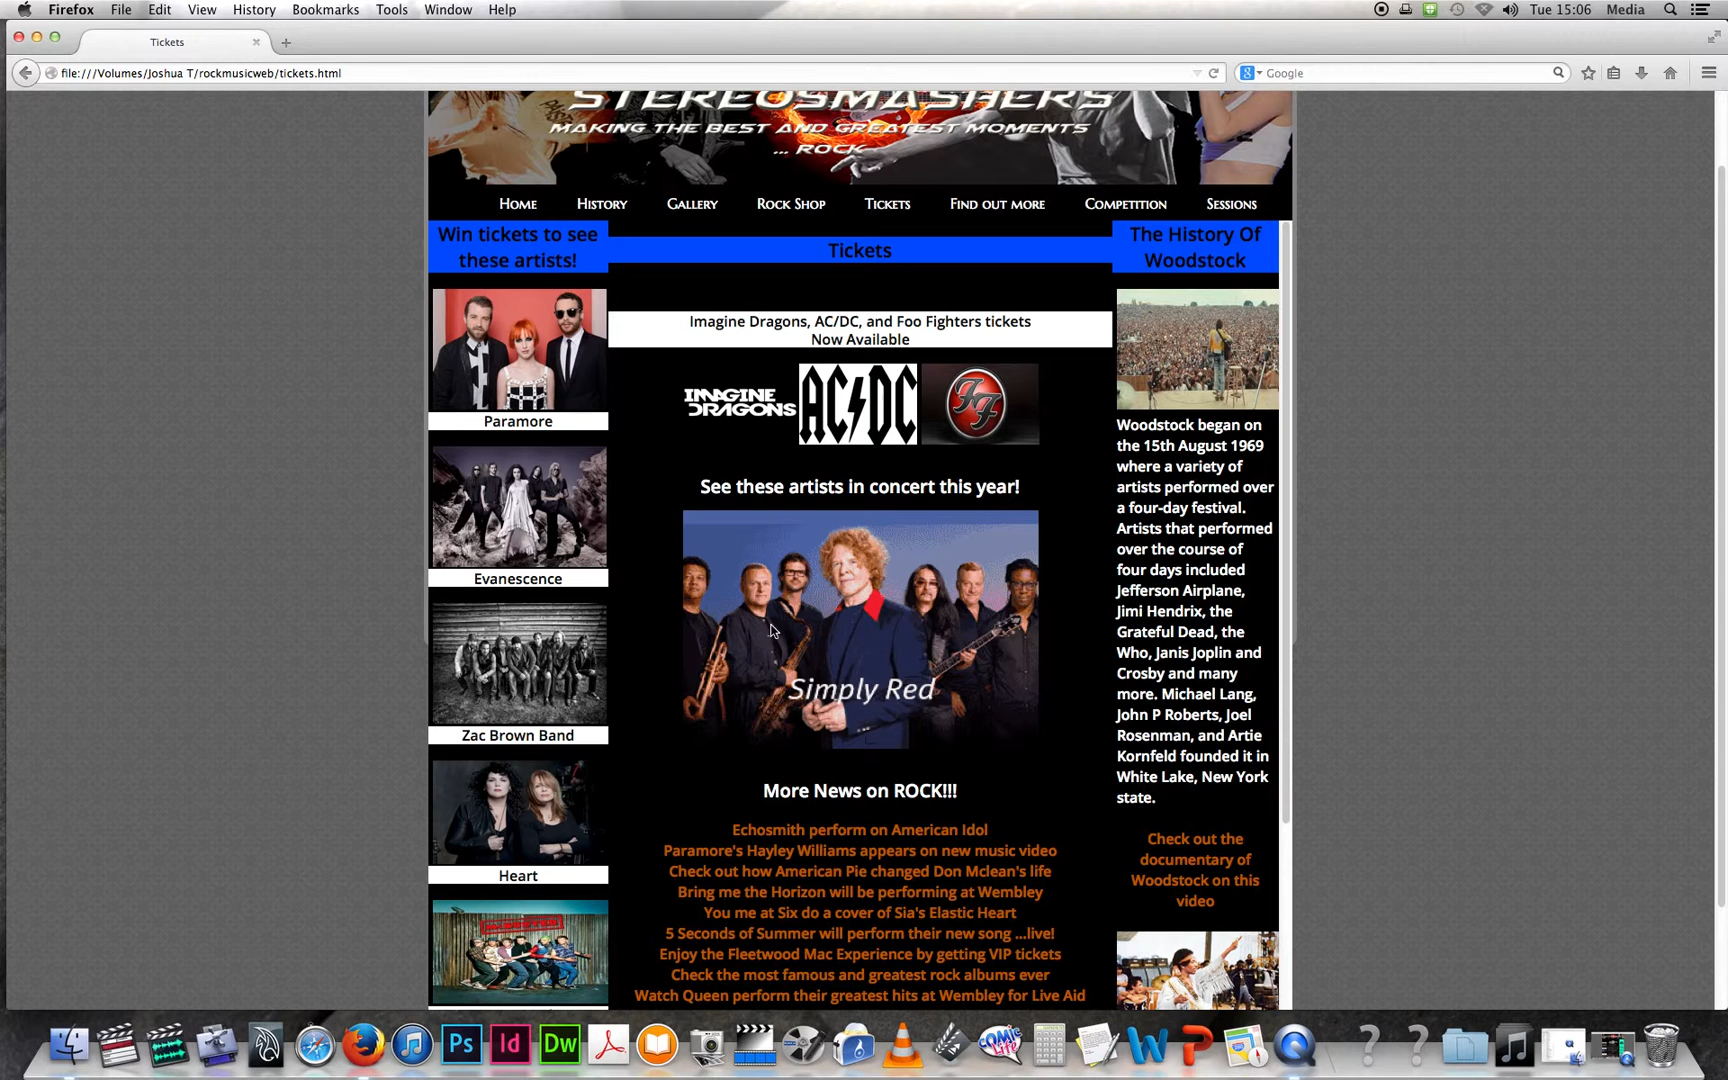 Firefox File Edit View History Bookmarks Tools Window Help Tue 15:06 Media
Tickets
file:///Volumes/Joshua T/rockmusicweb/tickets.html
Google
STEREOSMASHERS
MAKING THE BEST AND GREATEST MOMENTS
... ROCK
HOME HISTORY GALLERY ROCK SHOP TICKETS FIND OUT MORE COMPETITION SESSIONS
Win tickets to see
these artists!
Paramore
Evanescence
Zac Brown Band
Heart
Tickets
Imagine Dragons, AC/DC, and Foo Fighters tickets
Now Available
IMAGINE
DRAGONS
AC DC
FF
See these artists in concert this year!
Simply Red
More News on ROCK!!!
Echosmith perform on American Idol
Paramore's Hayley Williams appears on new music video
Check out how American Pie changed Don Mclean's life
Bring me the Horizon will be performing at Wembley
You me at Six do a cover of Sia's Elastic Heart
5 Seconds of Summer will perform their new song ...live!
Enjoy the Fleetwood Mac Experience by getting VIP tickets
Check the most famous and greatest rock albums ever
Watch Queen perform their greatest hits at Wembley for Live Aid
The History Of
Woodstock
Woodstock began on
the 15th August 1969
where a variety of
artists performed over
a four-day festival.
Artists that performed
over the course of
four days included
Jefferson Airplane,
Jimi Hendrix, the
Grateful Dead, the
Who, Janis Joplin and
Crosby and many
more. Michael Lang,
John P Roberts, Joel
Rosenman, and Artie
Kornfeld founded it in
White Lake, New York
state.
Check out the
documentary of
Woodstock on this
video
Ps Id Dw